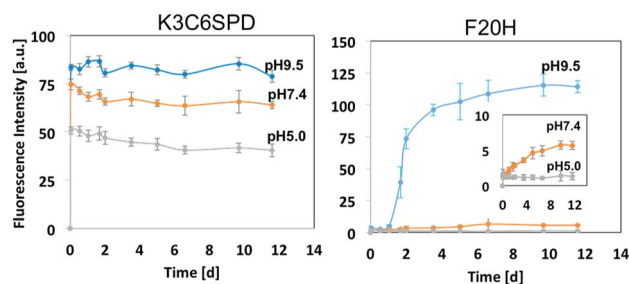 K3C6SPD
Fluorescence Intensity [a.u.]
100
75
50
25
0
pH9.5
pH7.4
pH5.0
0 2 4 6 8 10 12 14
Time [d]
F20H
150
125
100
75
50
25
0
pH9.5
10
5
0
pH7.4
pH5.0
0 4 8 12
0 2 4 6 8 10 12 14
Time [d]